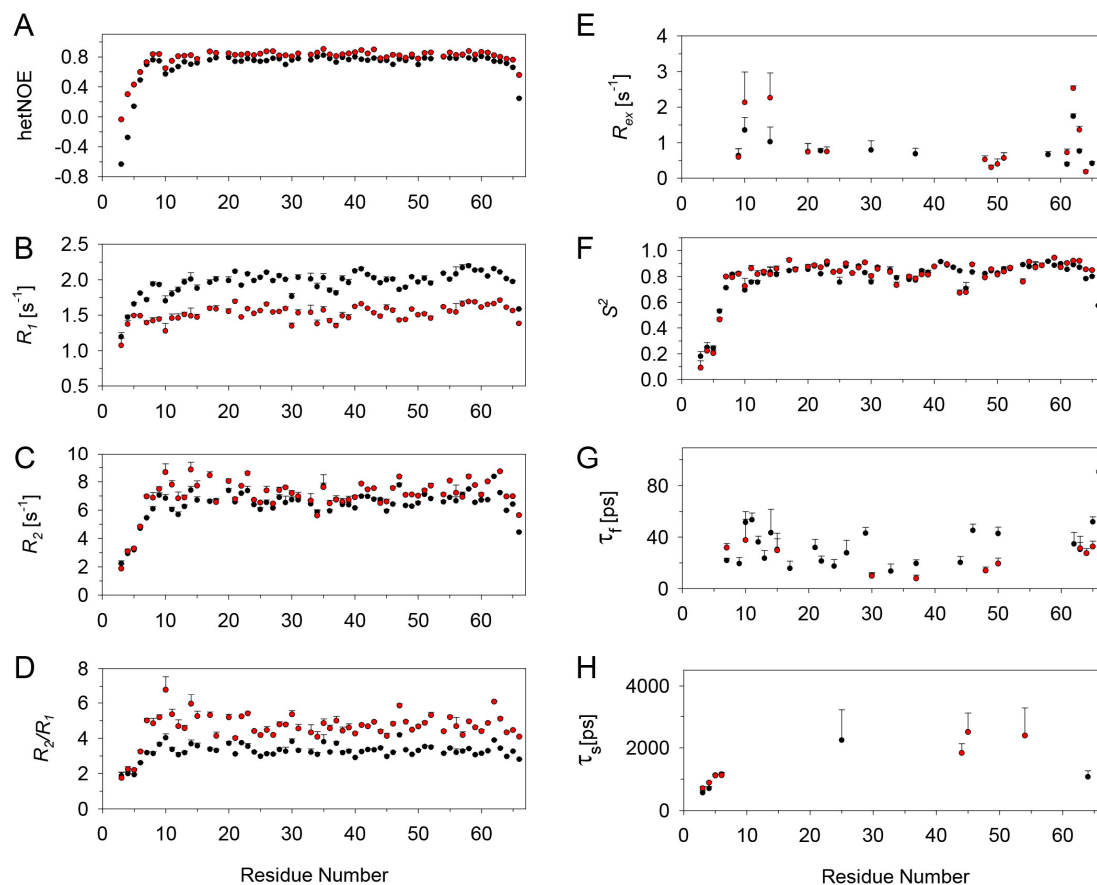 A
hetNOE
0.8
0.4
0.0
-0.4
-0.8
0 10 20 30 40 50 60
B
R1 [s-1]
2.5
2.0
1.5
1.0
0.5
0 10 20 30 40 50 60
C
R2 [s-1]
10
8
6
4
2
0
0 10 20 30 40 50 60
D
R2/R1
8
6
4
2
0
0 10 20 30 40 50 60
Residue Number
E
Rex [s-1]
4
3
2
1
0
0 10 20 30 40 50 60
F
S2
1.0
0.8
0.6
0.4
0.2
0.0
0 10 20 30 40 50 60
G
τf [ps]
80
40
0
0 10 20 30 40 50 60
H
τs[ps]
4000
2000
0
0 10 20 30 40 50 60
Residue Number